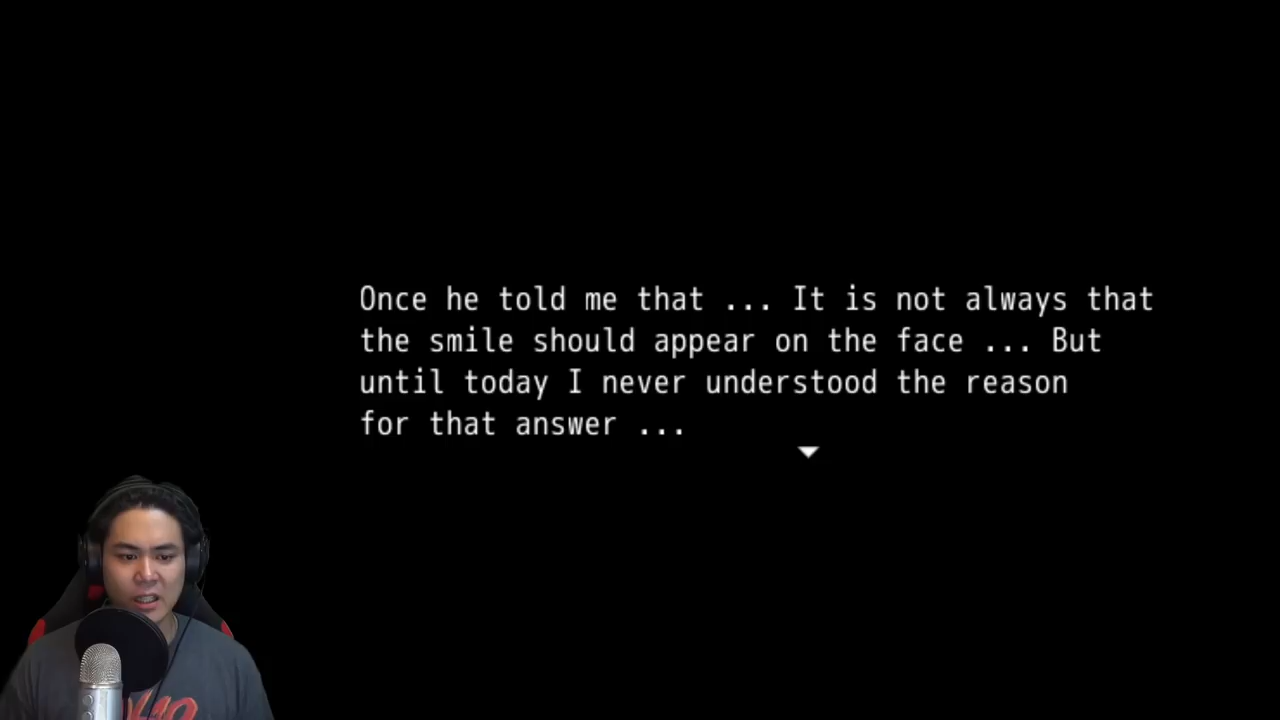 Once he told me that ... It is not always that
the smile should appear on the face ... But
until today I never understood the reason
for that answer ...